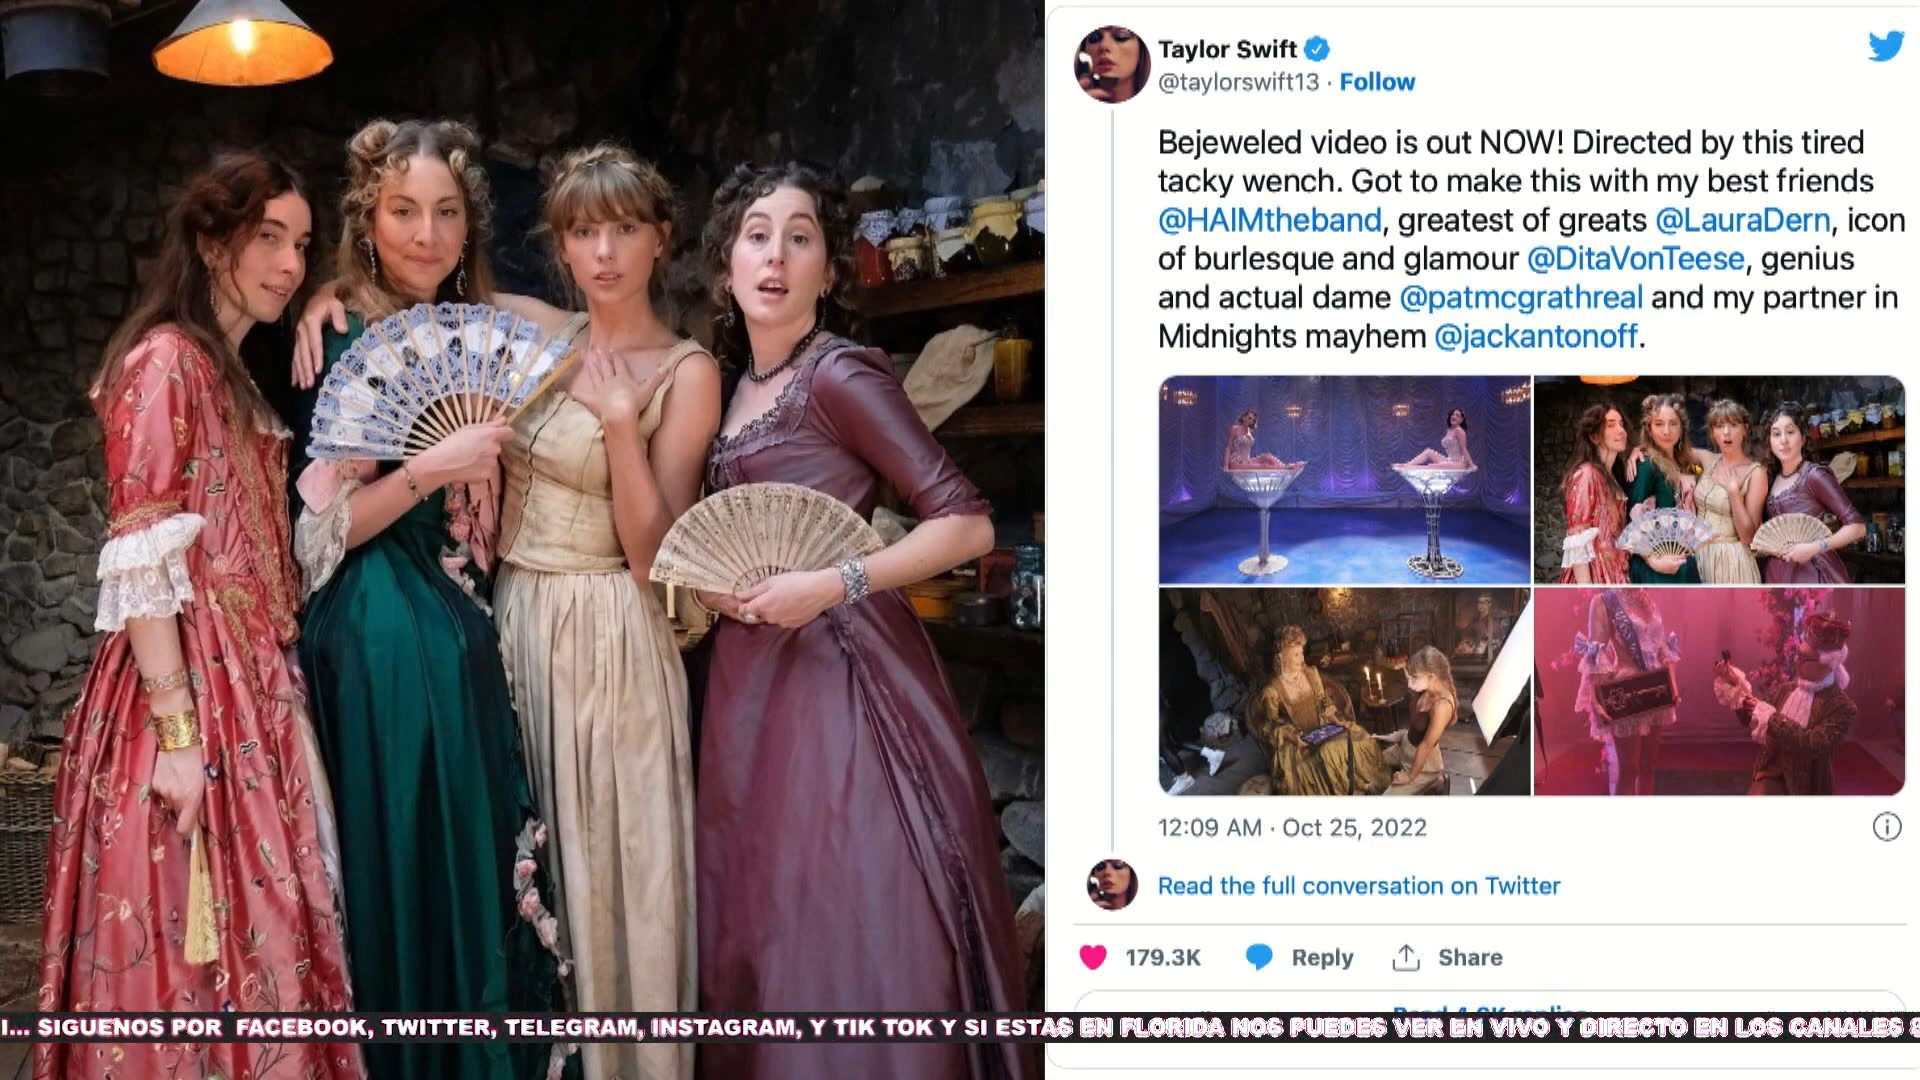 Taylor Swift
@taylorswift13 · Follow
Bejeweled video is out NOW! Directed by this tired
tacky wench. Got to make this with my best friends
@HAIMtheband, greatest of greats @LauraDern, icon
of burlesque and glamour @DitaVonTeese, genius
and actual dame @patmcgrathreal and my partner in
Midnights mayhem @jackantonoff.
12:09 AM · Oct 25, 2022
Read the full conversation on Twitter
179.3K Reply Share
Read 4.9K replies
I... SIGUENOS POR FACEBOOK, TWITTER, TELEGRAM, INSTAGRAM, Y TIK TOK Y SI ESTAS EN FLORIDA NOS PUEDES VER EN VIVO Y DIRECTO EN LOS CANALES